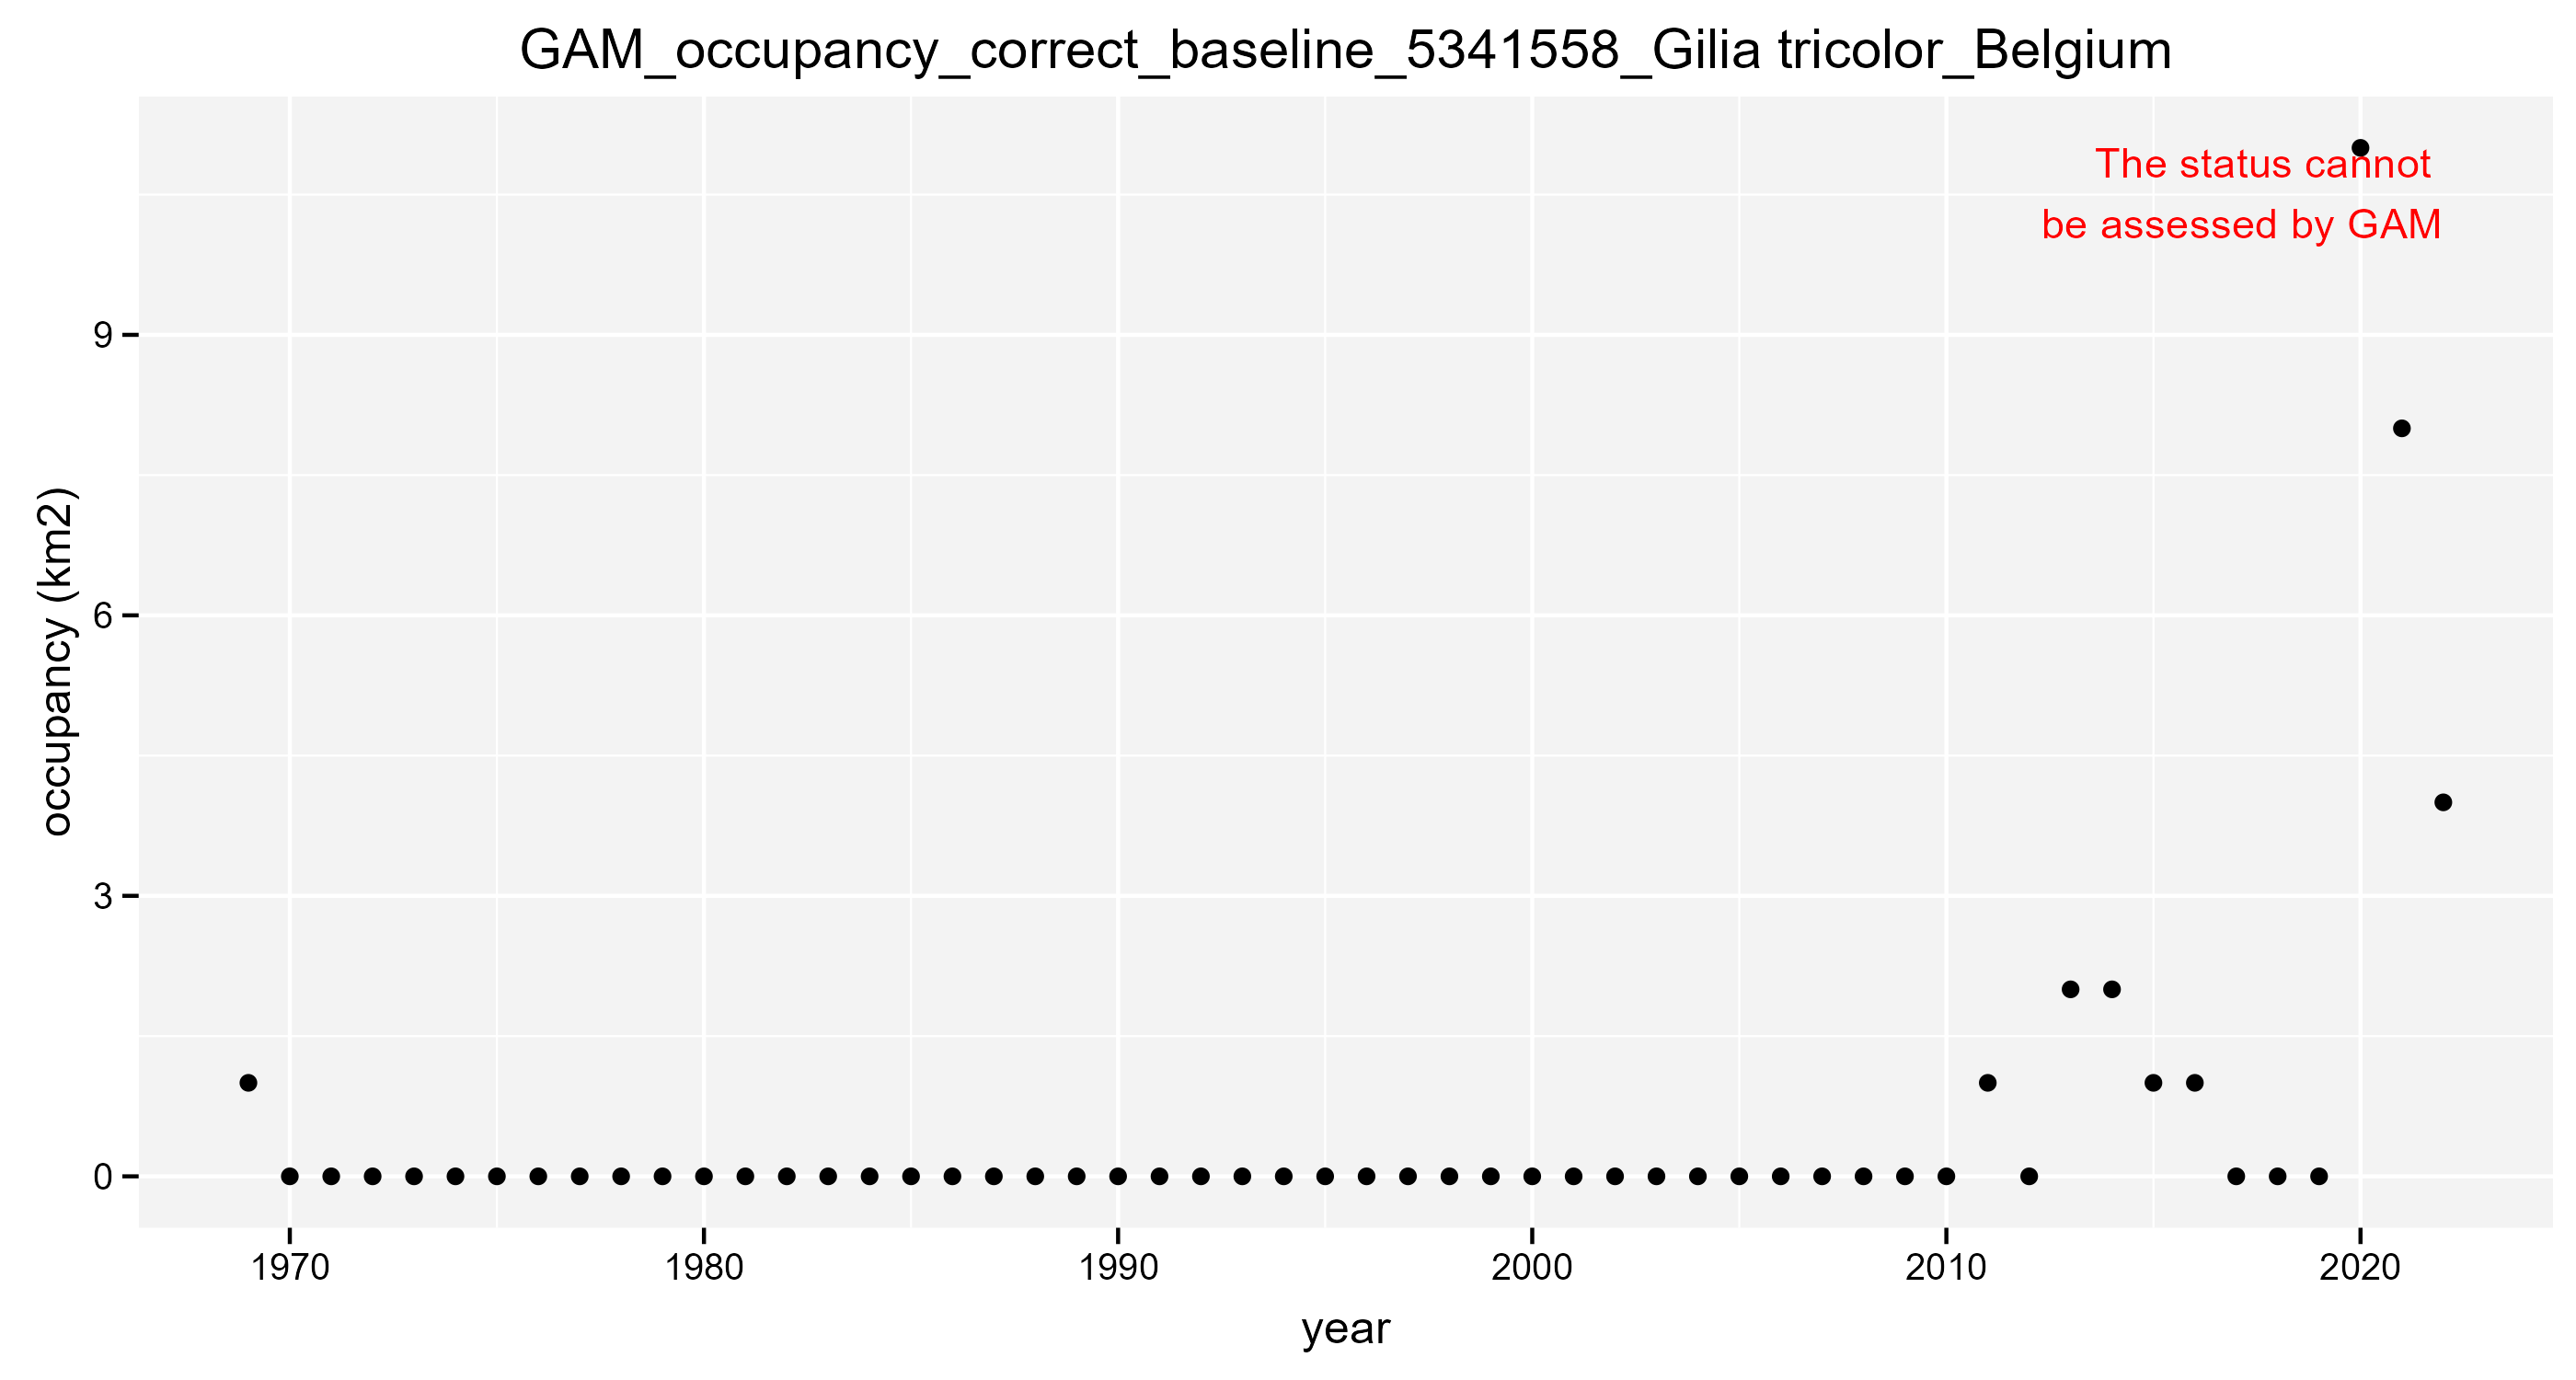 GAM_occupancy_correct_baseline_5341558_Gilia tricolor_Belgium
The status cannot
be assessed by GAM
occupancy (km2)
9
6
3
0
1970 1980 1990 2000 2010 2020
year